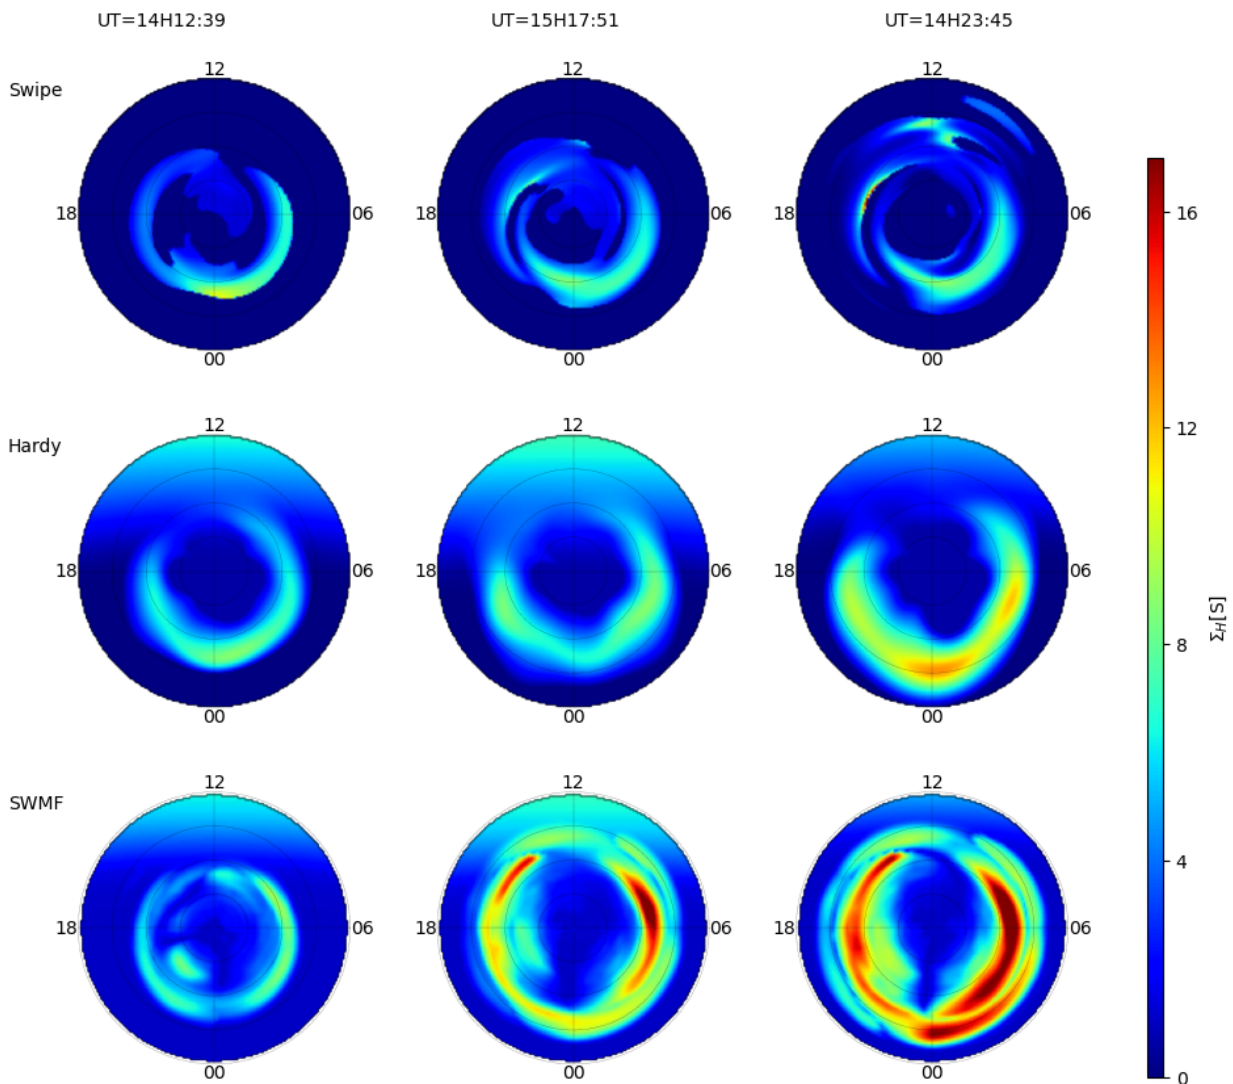 UT=14H12:39 UT=15H17:51 UT=14H23:45
Swipe
12 12 12
18 06 18 06 18 06
00 00 00
Hardy
12 12 12
18 06 18 06 18 06
00 00 00
SWMF
12 12 12
18 06 18 06 18 06
00 00 00
16
12
8
4
0
Σ_H[S]